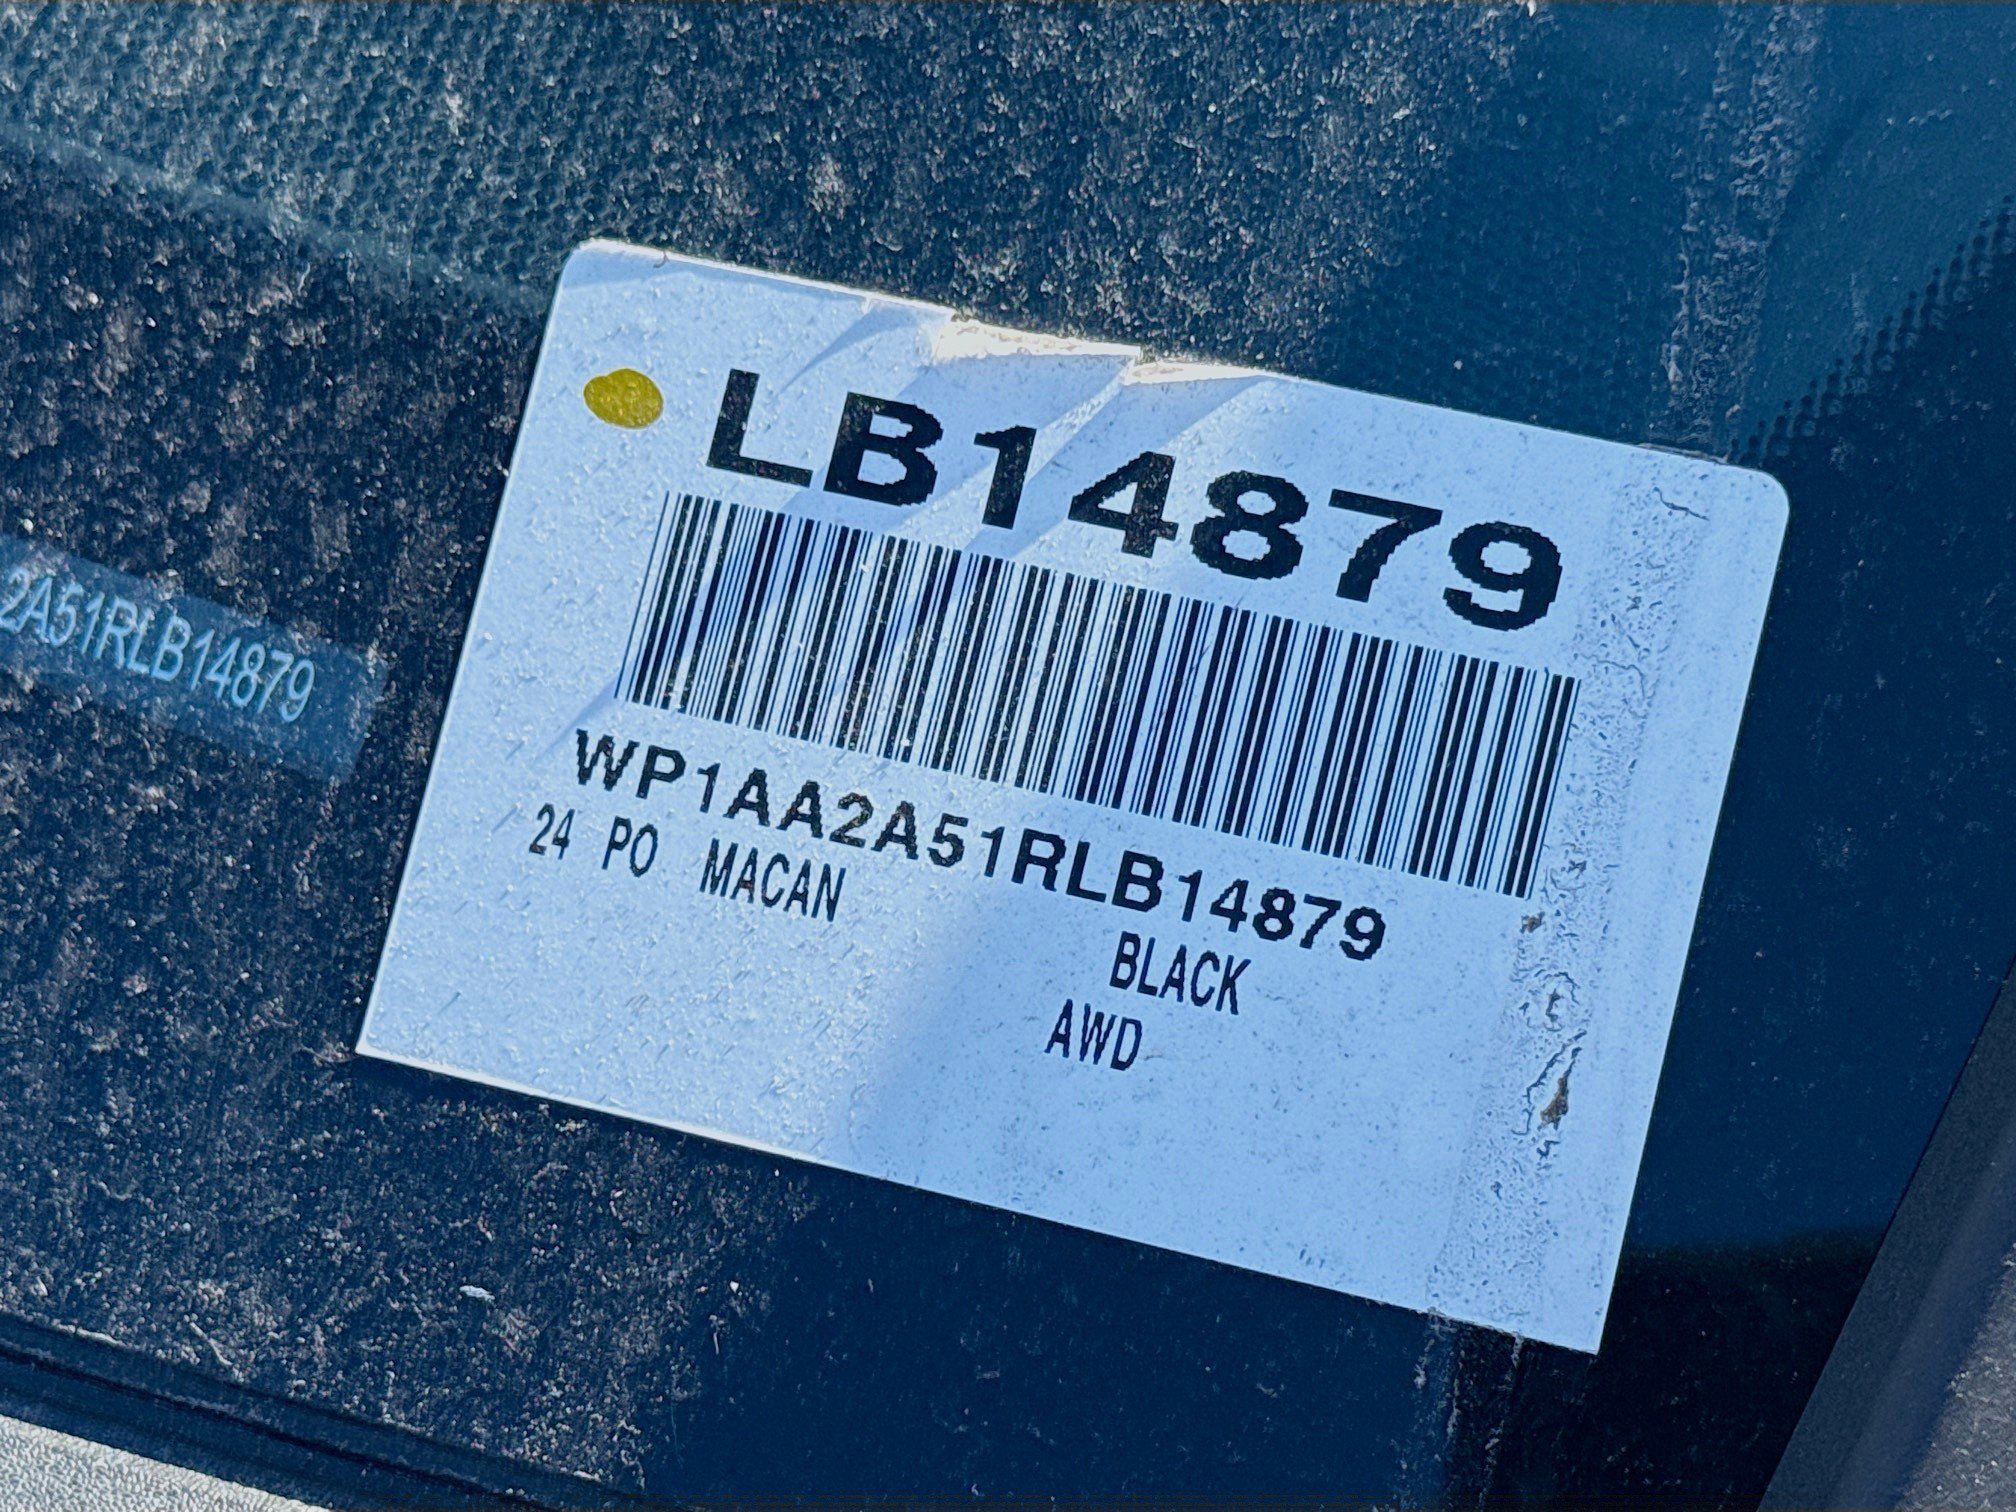 LB14879
WP1AA2A51RLB14879
24 PO MACAN
BLACK
AWD
2A51RLB14879